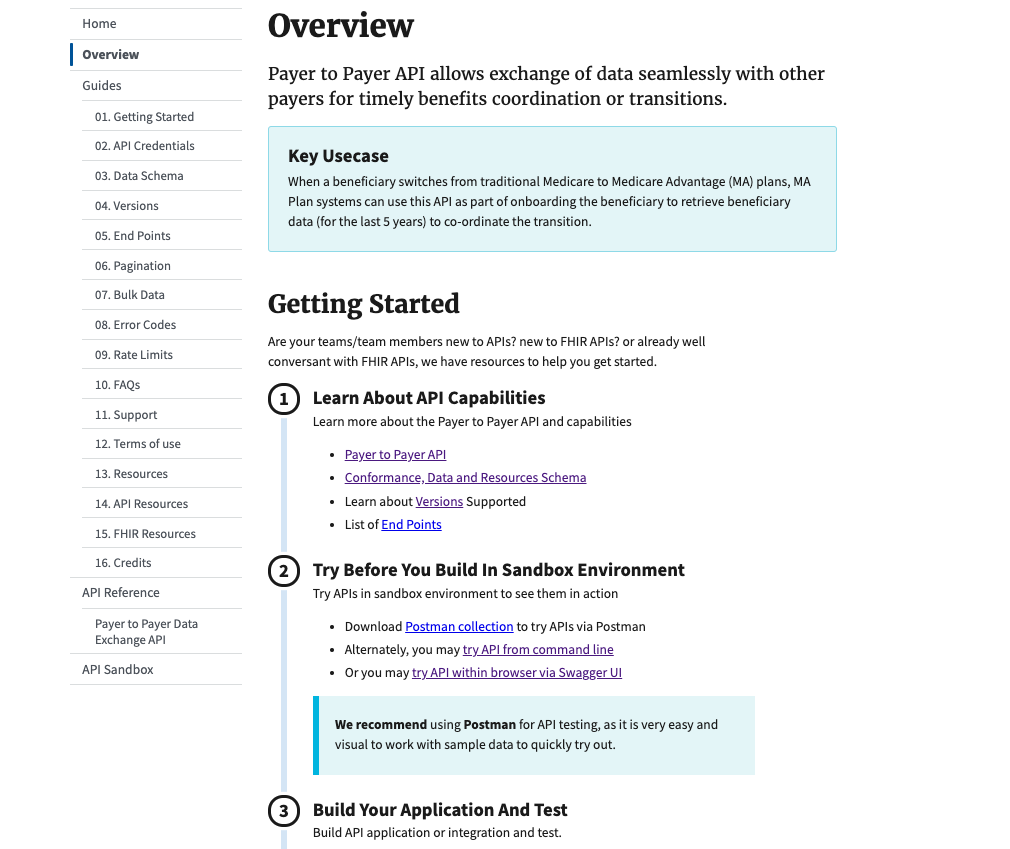 Home
Overview
Guides
01. Getting Started
02. API Credentials
03. Data Schema
04. Versions
05. End Points
06. Pagination
07. Bulk Data
08. Error Codes
09. Rate Limits
10. FAQs
11. Support
12. Terms of use
13. Resources
14. API Resources
15. FHIR Resources
16. Credits
API Reference
Payer to Payer Data
Exchange API
API Sandbox
Overview
Payer to Payer API allows exchange of data seamlessly with other
payers for timely benefits coordination or transitions.
Key Usecase
When a beneficiary switches from traditional Medicare to Medicare Advantage (MA) plans, MA
Plan systems can use this API as part of onboarding the beneficiary to retrieve beneficiary
data (for the last 5 years) to co-ordinate the transition.
Getting Started
Are your teams/team members new to APIs? new to FHIR APIs? or already well
conversant with FHIR APIs, we have resources to help you get started.
1 Learn About API Capabilities
Learn more about the Payer to Payer API and capabilities
• Payer to Payer API
• Conformance, Data and Resources Schema
• Learn about Versions Supported
• List of End Points
2 Try Before You Build In Sandbox Environment
Try APIs in sandbox environment to see them in action
• Download Postman collection to try APIs via Postman
• Alternately, you may try API from command line
• Or you may try API within browser via Swagger UI
We recommend using Postman for API testing, as it is very easy and
visual to work with sample data to quickly try out.
3 Build Your Application And Test
Build API application or integration and test.